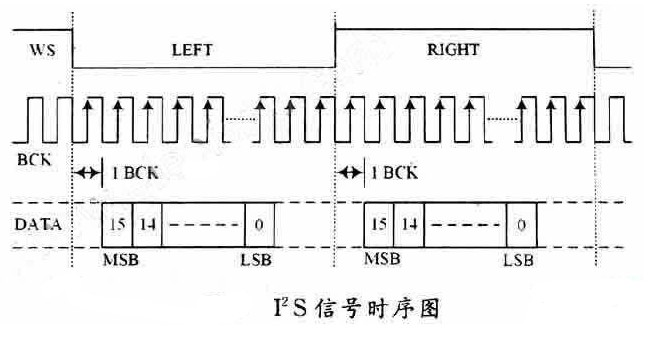 WS LEFT RIGHT
BCK
1 BCK 1 BCK
DATA 15 14 0 15 14 0
MSB LSB MSB LSB
I²S 信号时序图